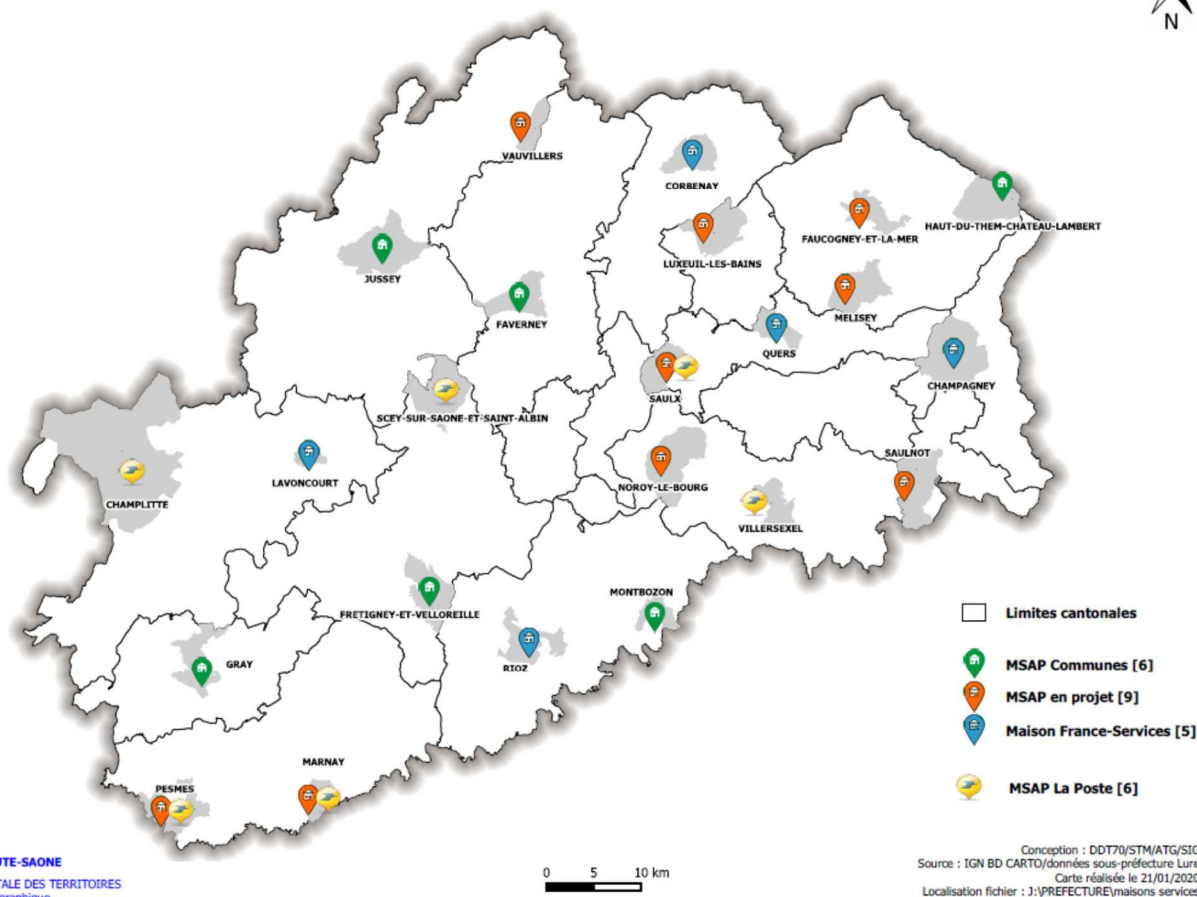 N
VAUVILLERS
CORBENAY
HAUT-DU-THEM-CHATEAU-LAMBERT
FAUCOGNEY-ET-LA-MER
LUXEUIL-LES-BAINS
JUSSEY
FAVERNEY
MELISEY
QUERS
CHAMPAGNEY
SAULX
SCEY-SUR-SAONE-ET-SAINT-ALBIN
SAULNOT
LAVONCOURT
NOROY-LE-BOURG
CHAMPLITTE
VILLERSEXEL
MONTBOZON
FRETIGNEY-ET-VELLOREILLE
GRAY
RIOZ
MARNAY
PESMES
Limites cantonales
MSAP Communes [6]
MSAP en projet [9]
Maison France-Services [5]
MSAP La Poste [6]
UTE-SAONE
TALE DES TERRITOIRES
0 5 10 km
Conception : DDT70/STM/ATG/SIG
Source : IGN BD CARTO/données sous-préfecture Lure
Carte réalisée le 21/01/2020
Localisation fichier : J:\PREFECTURE\maisons services